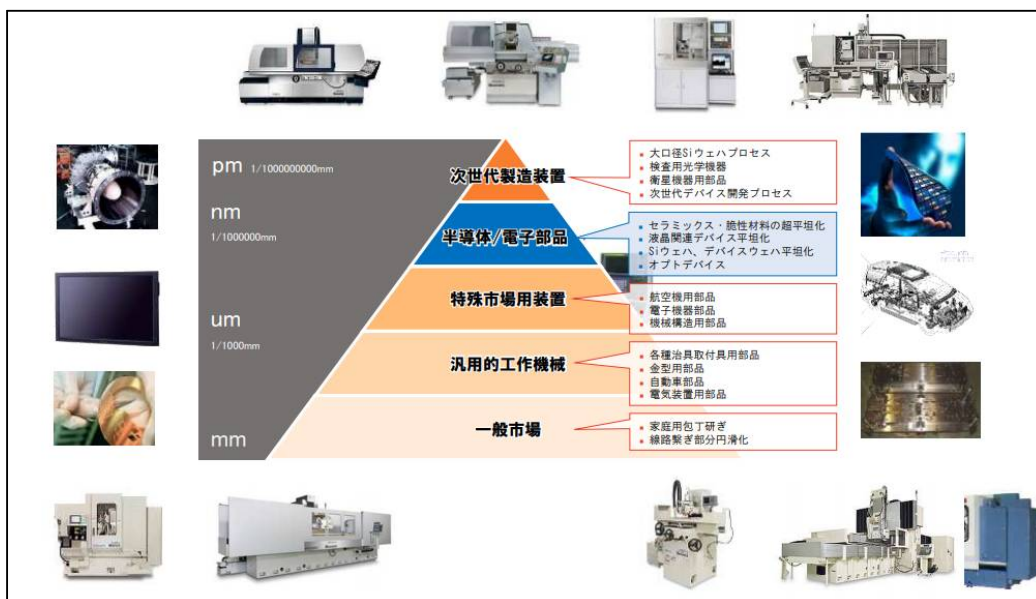 pm 1/1000000000mm
次世代製造装置
大口径Siウェハプロセス
検査用光学機器
衛星機器用部品
次世代デバイス開発プロセス
nm
1/1000000mm
半導体/電子部品
セラミックス・脆性材料の超平坦化
液晶関連デバイス平坦化
Siウェハ、デバイスウェハ平坦化
オプトデバイス
特殊市場用装置
航空機用部品
電子機器部品
機械構造用部品
um
1/1000mm
汎用的工作機械
各種治具取付具用部品
金型用部品
自動車部品
電気装置用部品
mm
一般市場
家庭用包丁研ぎ
線路繋ぎ部分円滑化